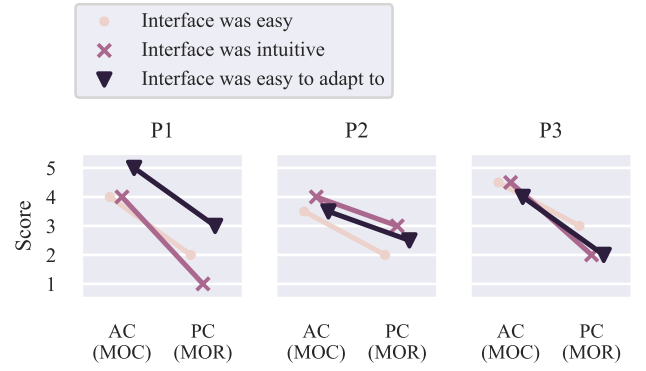 Interface was easy
Interface was intuitive
Interface was easy to adapt to
P1 P2 P3
Score
5
4
3
2
1
AC PC AC PC AC PC
(MOC) (MOR) (MOC) (MOR) (MOC) (MOR)